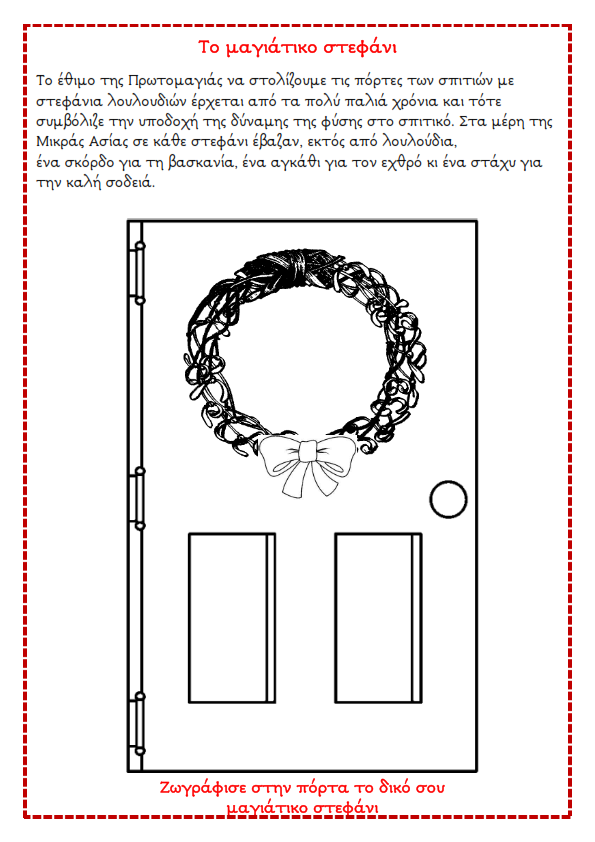 Το μαγιάτικο στεφάνι
Το έθιμο της Πρωτομαγιάς να στολίζουμε τις πόρτες των σπιτιών με
στεφάνια λουλουδιών έρχεται από τα πολύ παλιά χρόνια και τότε
συμβόλιζε την υποδοχή της δύναμης της φύσης στο σπιτικό. Στα μέρη της
Μικράς Ασίας σε κάθε στεφάνι έβαζαν, εκτός από λουλούδια,
ένα σκόρδο για τη βασκανία, ένα αγκάθι για τον εχθρό κι ένα στάχυ για
την καλή σοδειά.
Ζωγράφισε στην πόρτα το δικό σου
μαγιάτικο στεφάνι